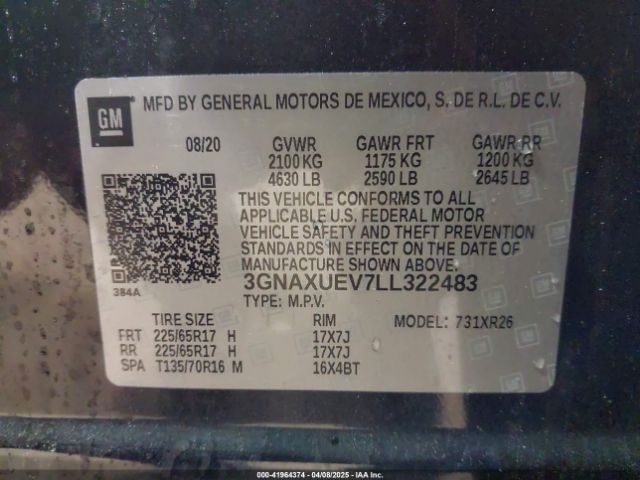 GM
MFD BY GENERAL MOTORS DE MEXICO, S. DE R.L. DE C.V.
08/20 GVWR GAWR FRT GAWR RR
2100 KG 1175 KG 1200 KG
4630 LB 2590 LB 2645 LB
THIS VEHICLE CONFORMS TO ALL
APPLICABLE U.S. FEDERAL MOTOR
VEHICLE SAFETY AND THEFT PREVENTION
STANDARDS IN EFFECT ON THE DATE OF
MANUFACTURE SHOWN ABOVE.
384A
3GNAXUEV7LL322483
TYPE: M.P.V.
TIRE SIZE RIM MODEL: 731XR26
FRT 225/65R17 H 17X7J
RR 225/65R17 H 17X7J
SPA T135/70R16 M 16X4BT
00-41964374 | 04/08/2025 - IAA Inc.